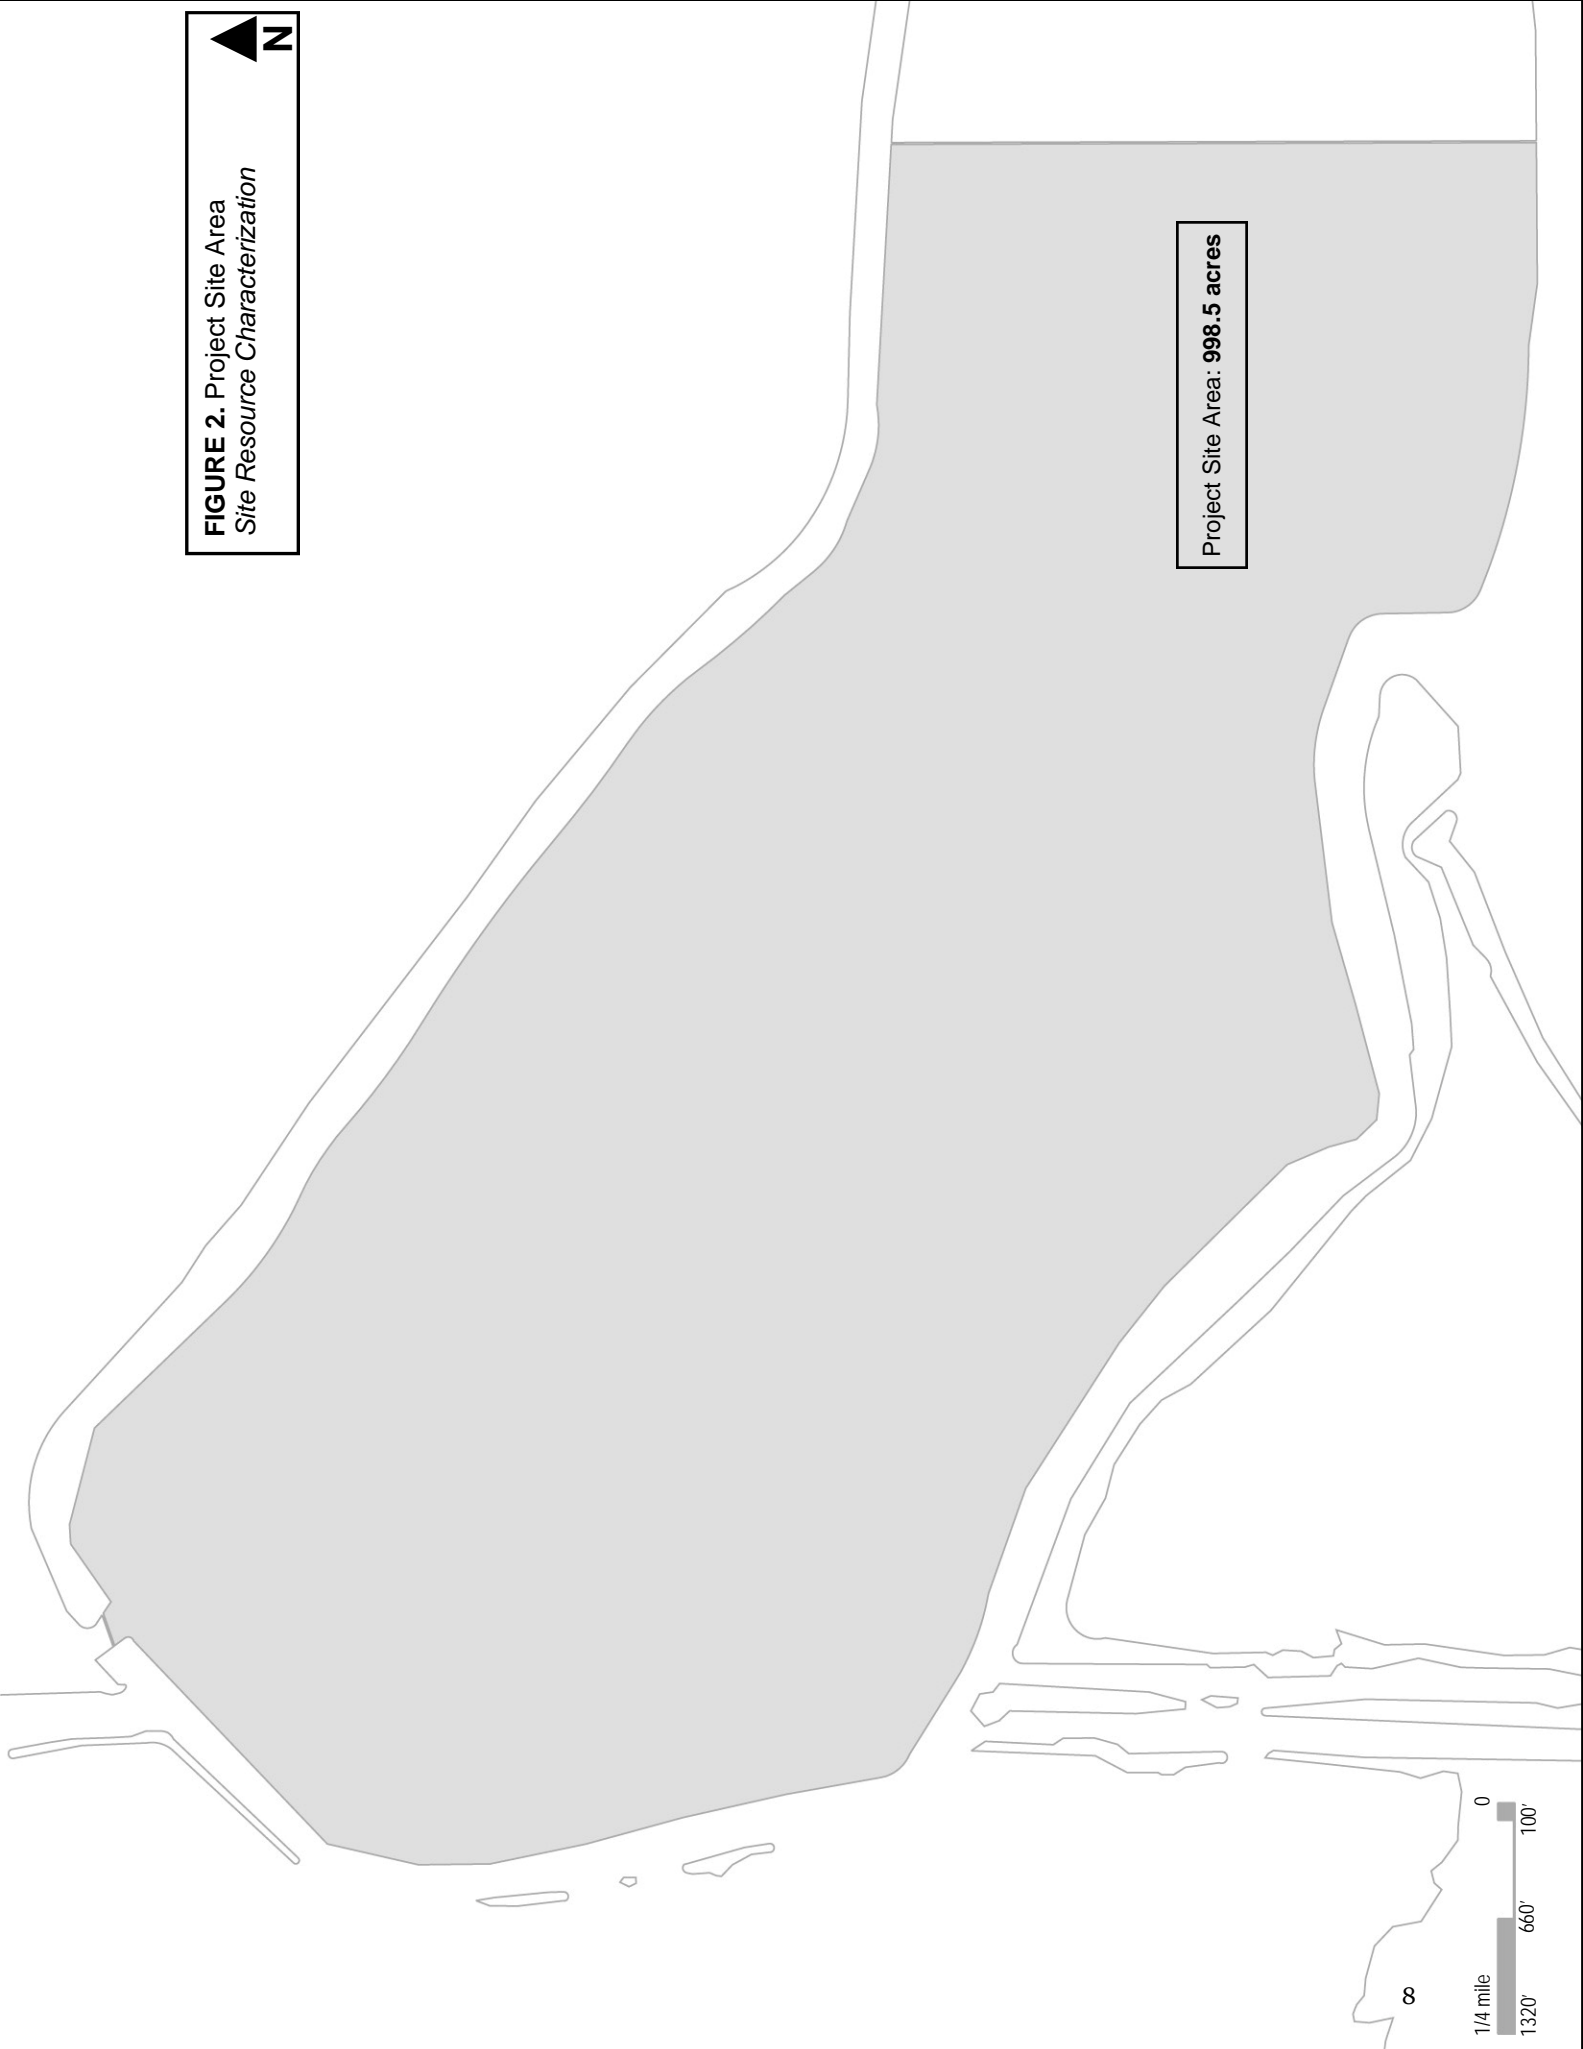 FIGURE 2. Project Site Area
Site Resource Characterization
N
Project Site Area: 998.5 acres
1/4 mile 0
1320' 660' 100'
8